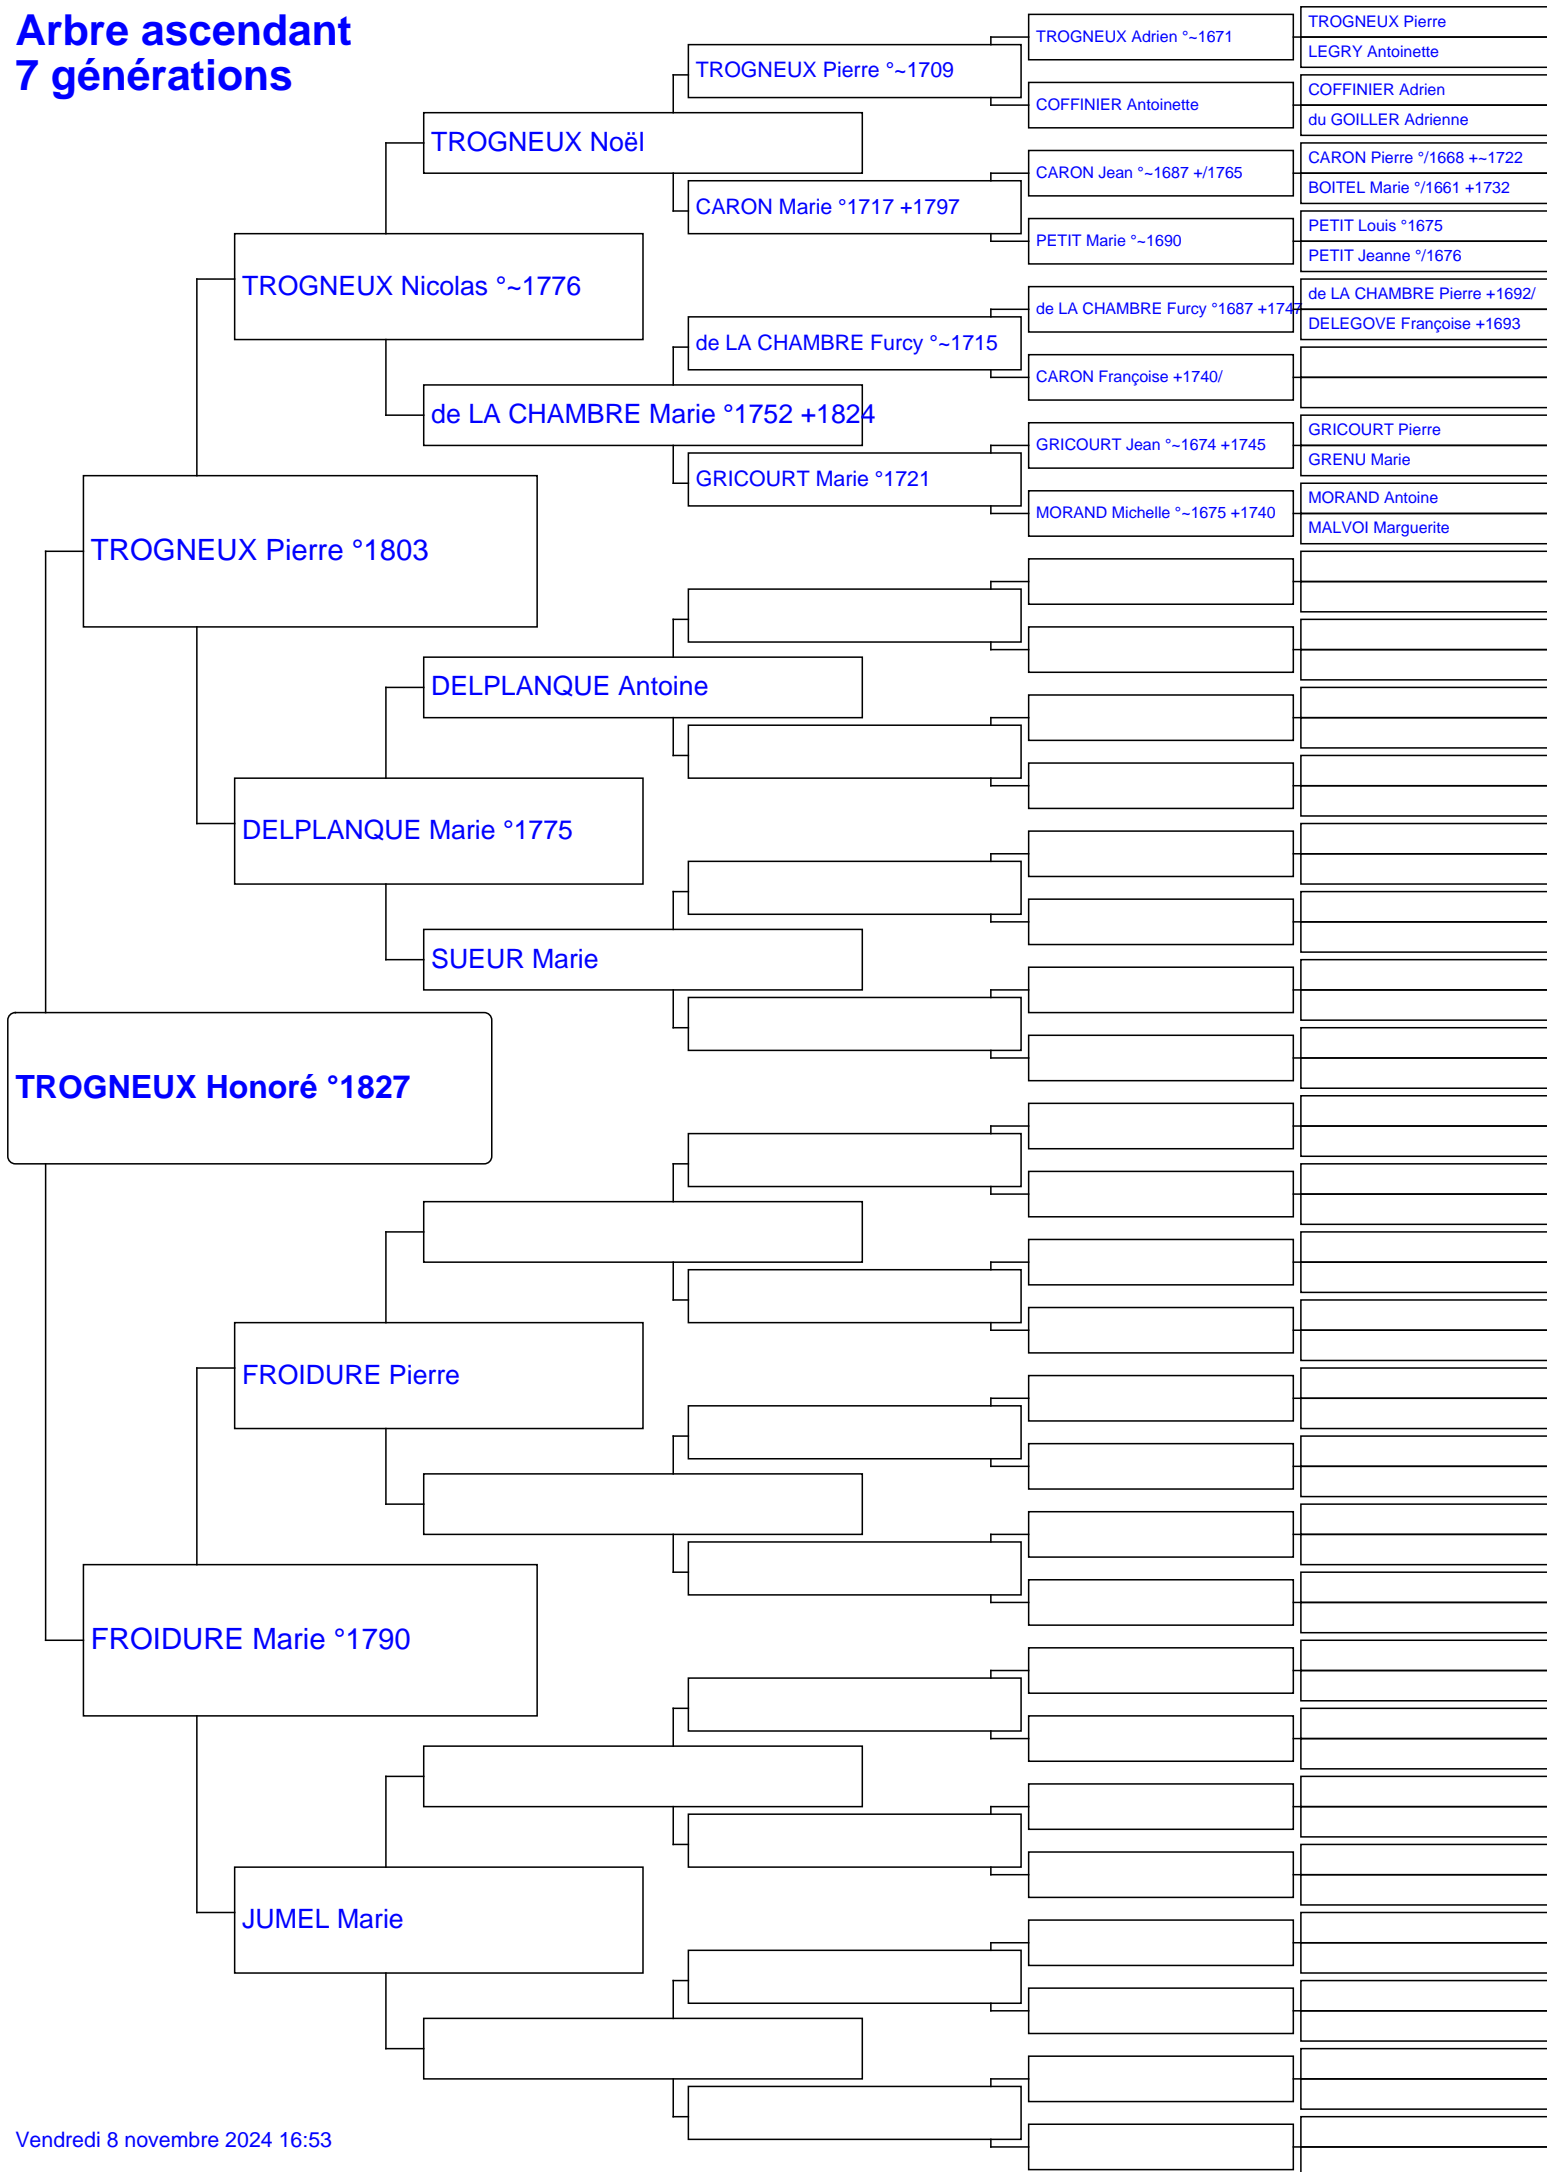 Arbre ascendant
7 générations
TROGNEUX Honoré °1827
TROGNEUX Pierre °1803
FROIDURE Marie °1790
TROGNEUX Nicolas °~1776
DELPLANQUE Marie °1775
FROIDURE Pierre
JUMEL Marie
TROGNEUX Noël
de LA CHAMBRE Marie °1752 +1824
DELPLANQUE Antoine
SUEUR Marie
TROGNEUX Pierre °~1709
CARON Marie °1717 +1797
de LA CHAMBRE Furcy °~1715
GRICOURT Marie °1721
TROGNEUX Adrien °~1671
COFFINIER Antoinette
CARON Jean °~1687 +/1765
PETIT Marie °~1690
de LA CHAMBRE Furcy °1687 +1747
CARON Françoise +1740/
GRICOURT Jean °~1674 +1745
MORAND Michelle °~1675 +1740
TROGNEUX Pierre
LEGRY Antoinette
COFFINIER Adrien
du GOILLER Adrienne
CARON Pierre °/1668 +~1722
BOITEL Marie °/1661 +1732
PETIT Louis °1675
PETIT Jeanne °/1676
de LA CHAMBRE Pierre +1692/
DELEGOVE Françoise +1693
GRICOURT Pierre
GRENU Marie
MORAND Antoine
MALVOI Marguerite
Vendredi 8 novembre 2024 16:53